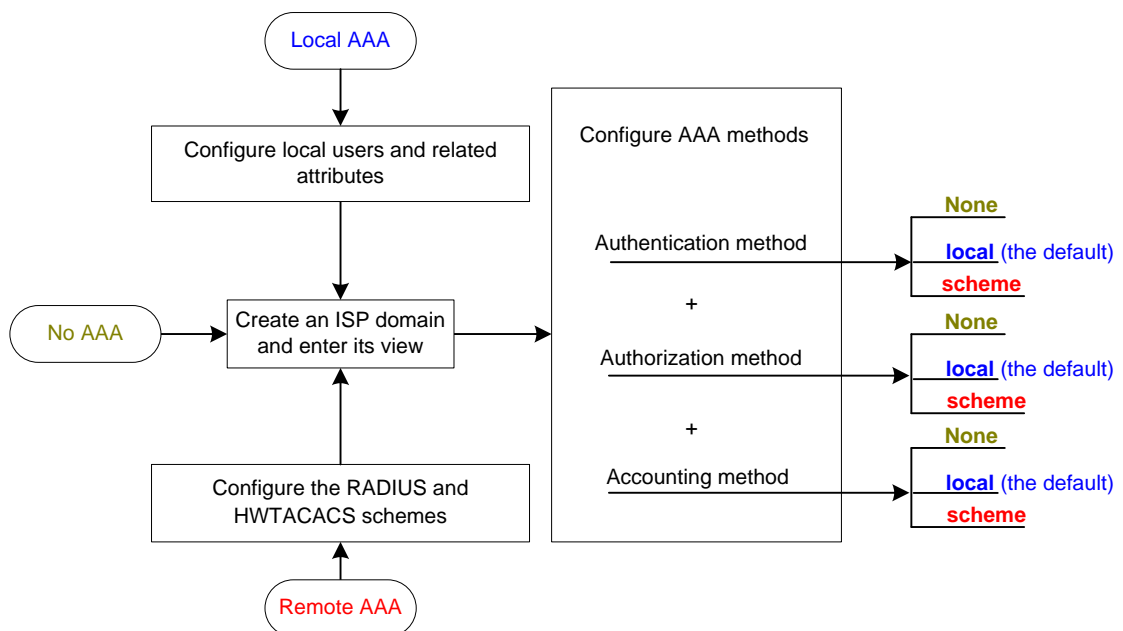 Local AAA
Configure local users and related
attributes
No AAA
Create an ISP domain
and enter its view
Configure the RADIUS and
HWTACACS schemes
Remote AAA
Configure AAA methods
Authentication method
+
Authorization method
+
Accounting method
None
local (the default)
scheme
None
local (the default)
scheme
None
local (the default)
scheme